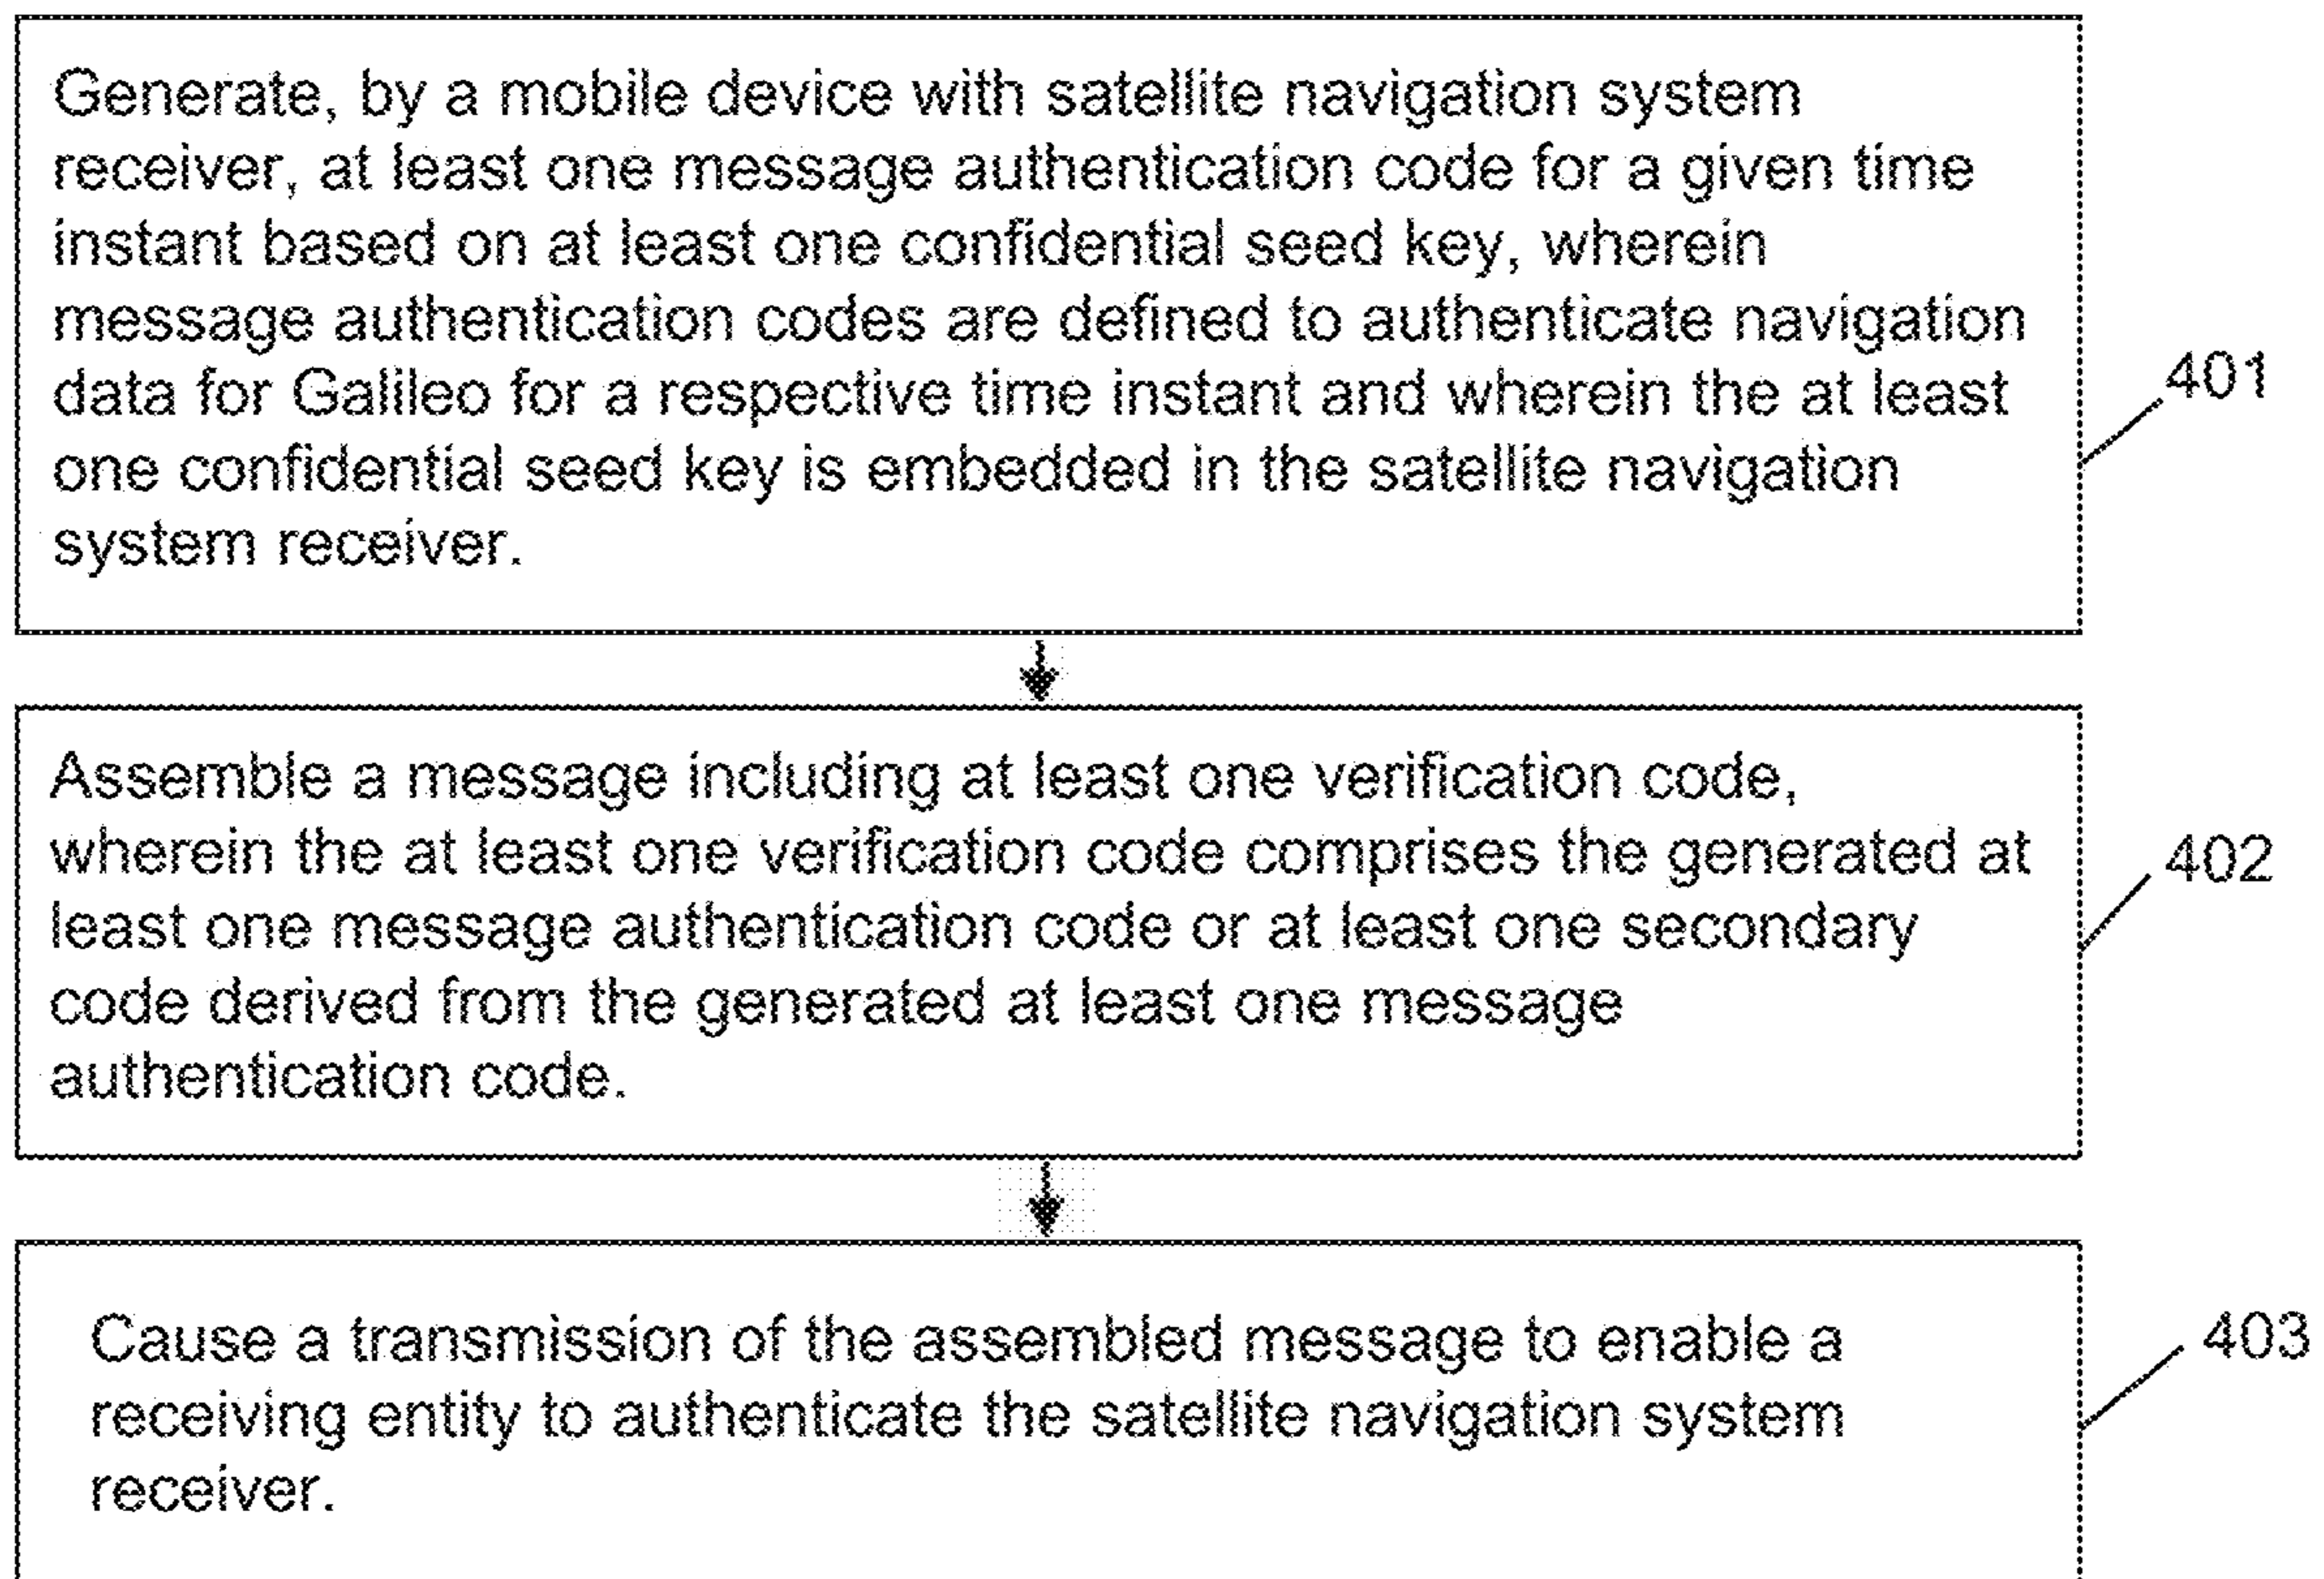 Generate, by a mobile device with satellite navigation system
receiver, at least one message authentication code for a given time
instant based on at least one confidential seed key, wherein
message authentication codes are defined to authenticate navigation
data for Galileo for a respective time instant and wherein the at least
one confidential seed key is embedded in the satellite navigation
system receiver.
401
Assemble a message including at least one verification code,
wherein the at least one verification code comprises the generated at
least one message authentication code or at least one secondary
code derived from the generated at least one message
authentication code.
402
Cause a transmission of the assembled message to enable a
receiving entity to authenticate the satellite navigation system
receiver.
403